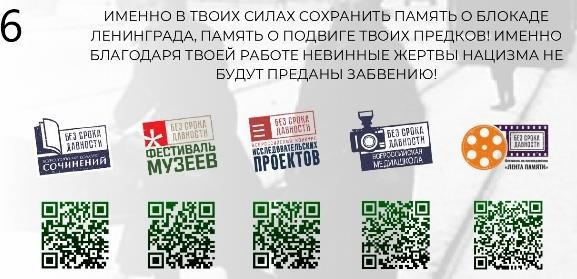 6
ИМЕННО В ТВОИХ СИЛАХ СОХРАНИТЬ ПАМЯТЬ О БЛОКАДЕ
ЛЕНИНГРАДА, ПАМЯТЬ О ПОДВИГЕ ТВОИХ ПРЕДКОВ! ИМЕННО
БЛАГОДАРЯ ТВОЕЙ РАБОТЕ НЕВИННЫЕ ЖЕРТВЫ НАЦИЗМА НЕ
БУДУТ ПРЕДАНЫ ЗАБВЕНИЮ!
БЕЗ СРОКА
ДАВНОСТИ
СОЧИНЕНИЙ
БЕЗ СРОКА
ДАВНОСТИ
ФЕСТИВАЛЬ
МУЗЕЕВ
БЕЗ СРОКА
ДАВНОСТИ
ВСЕРОССИЙСКИЙ КОНКУРС
ИССЛЕДОВАТЕЛЬСКИХ
ПРОЕКТОВ
БЕЗ СРОКА
ДАВНОСТИ
ВСЕРОССИЙСКАЯ
МЕДИАШКОЛА
БЕЗ СРОКА
ДАВНОСТИ
«ЛЕНТА ПАМЯТИ»